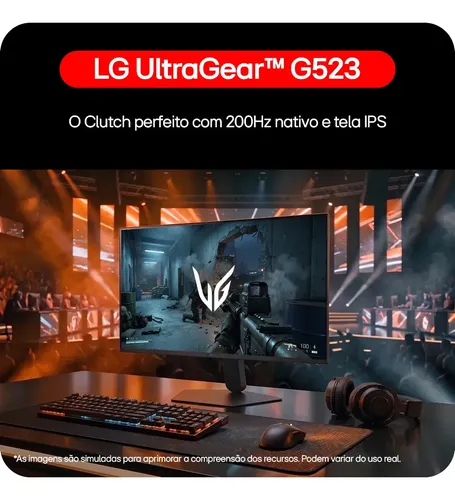 LG UltraGear™ G523
O Clutch perfeito com 200Hz nativo e tela IPS
*As imagens são simuladas para aprimorar a compreensão dos recursos. Podem variar do uso real.